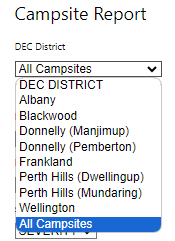 Campsite Report
DEC District
All Campsites
DEC DISTRICT
Albany
Blackwood
Donnelly (Manjimup)
Donnelly (Pemberton)
Frankland
Perth Hills (Dwellingup)
Perth Hills (Mundaring)
Wellington
All Campsites